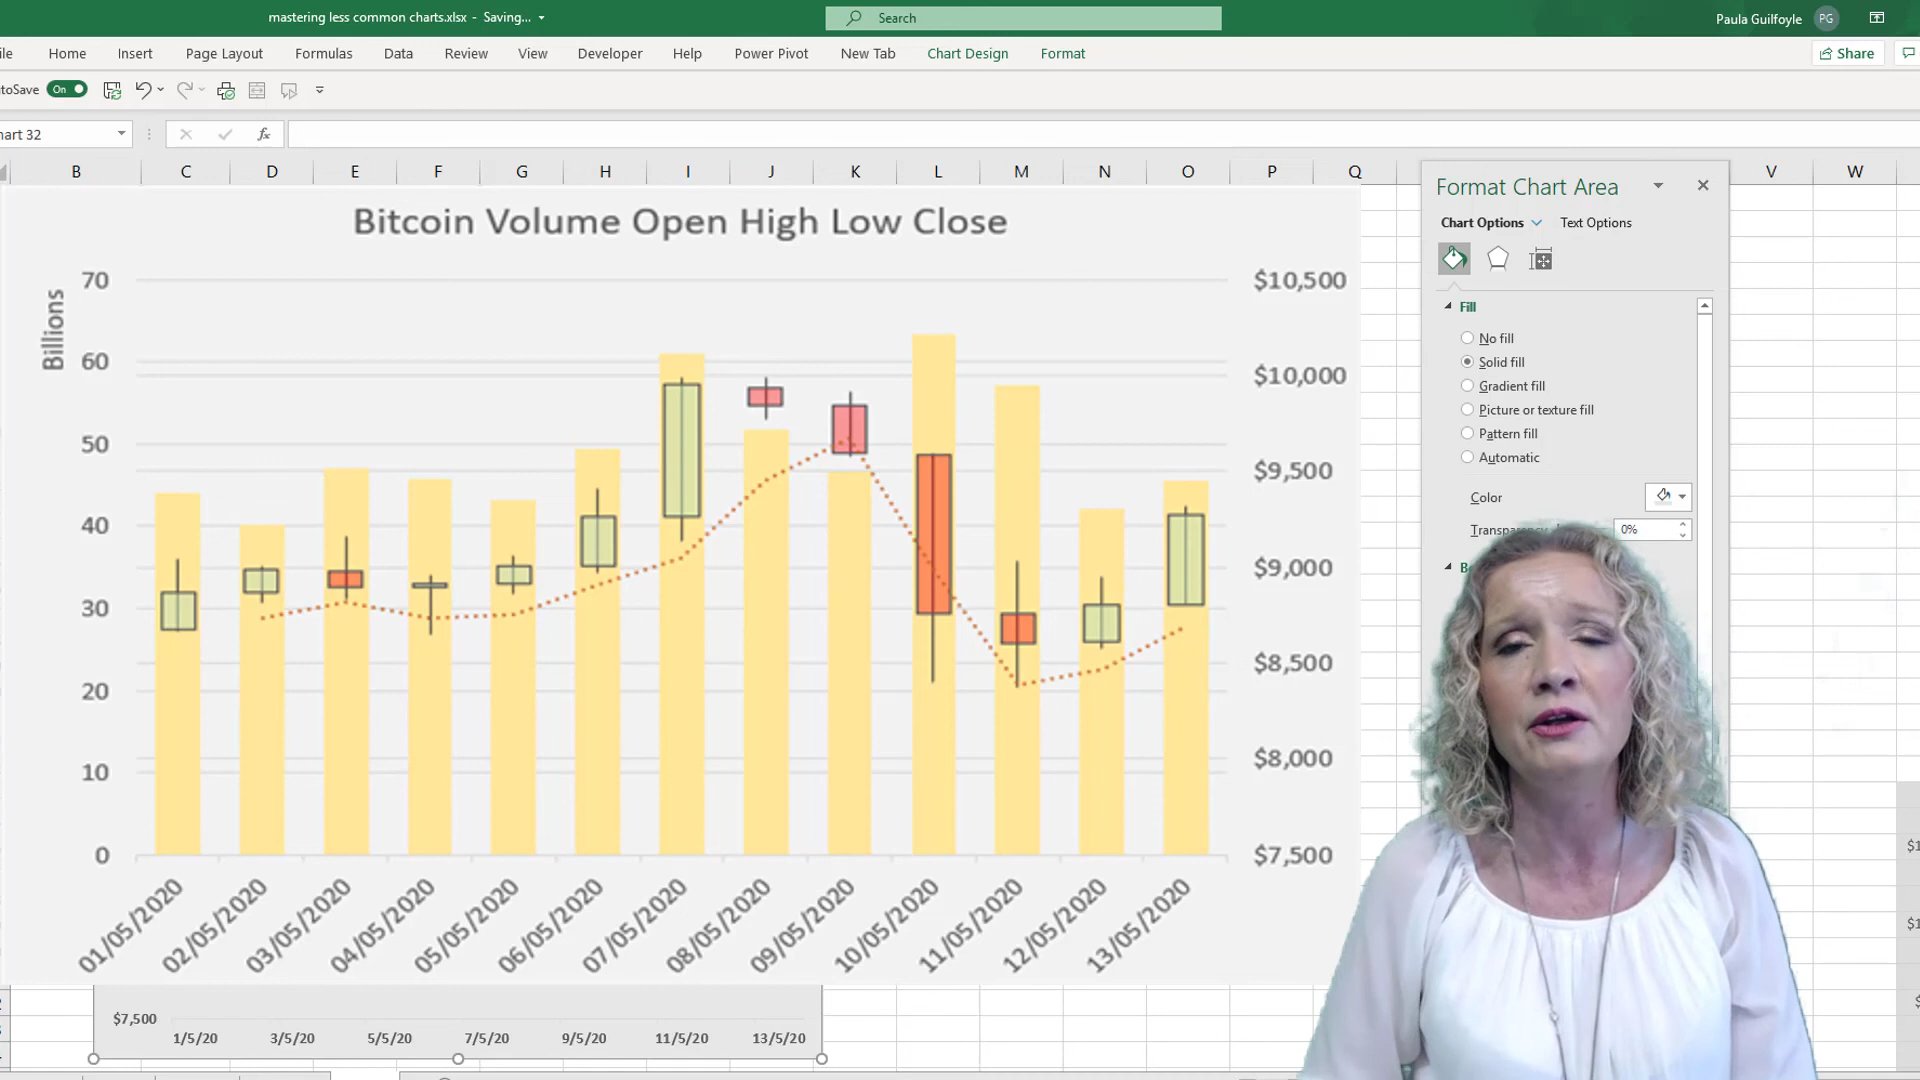 mastering less common charts.xlsx - Saving...
Search
Paula Guilfoyle PG
ile Home Insert Page Layout Formulas Data Review View Developer Help Power Pivot New Tab Chart Design Format Share
utoSave On
hart 32
fx
B C D E F G H I J K L M N O P Q V W
Bitcoin Volume Open High Low Close
Billions
70
60
50
40
30
20
10
0
$10,500
$10,000
$9,500
$9,000
$8,500
$8,000
$7,500
01/05/2020 02/05/2020 03/05/2020 04/05/2020 05/05/2020 06/05/2020 07/05/2020 08/05/2020 09/05/2020 10/05/2020 11/05/2020 12/05/2020 13/05/2020
$7,500
1/5/20 3/5/20 5/5/20 7/5/20 9/5/20 11/5/20 13/5/20
Format Chart Area
Chart Options Text Options
Fill
No fill
Solid fill
Gradient fill
Picture or texture fill
Pattern fill
Automatic
Color
Transparency 0%